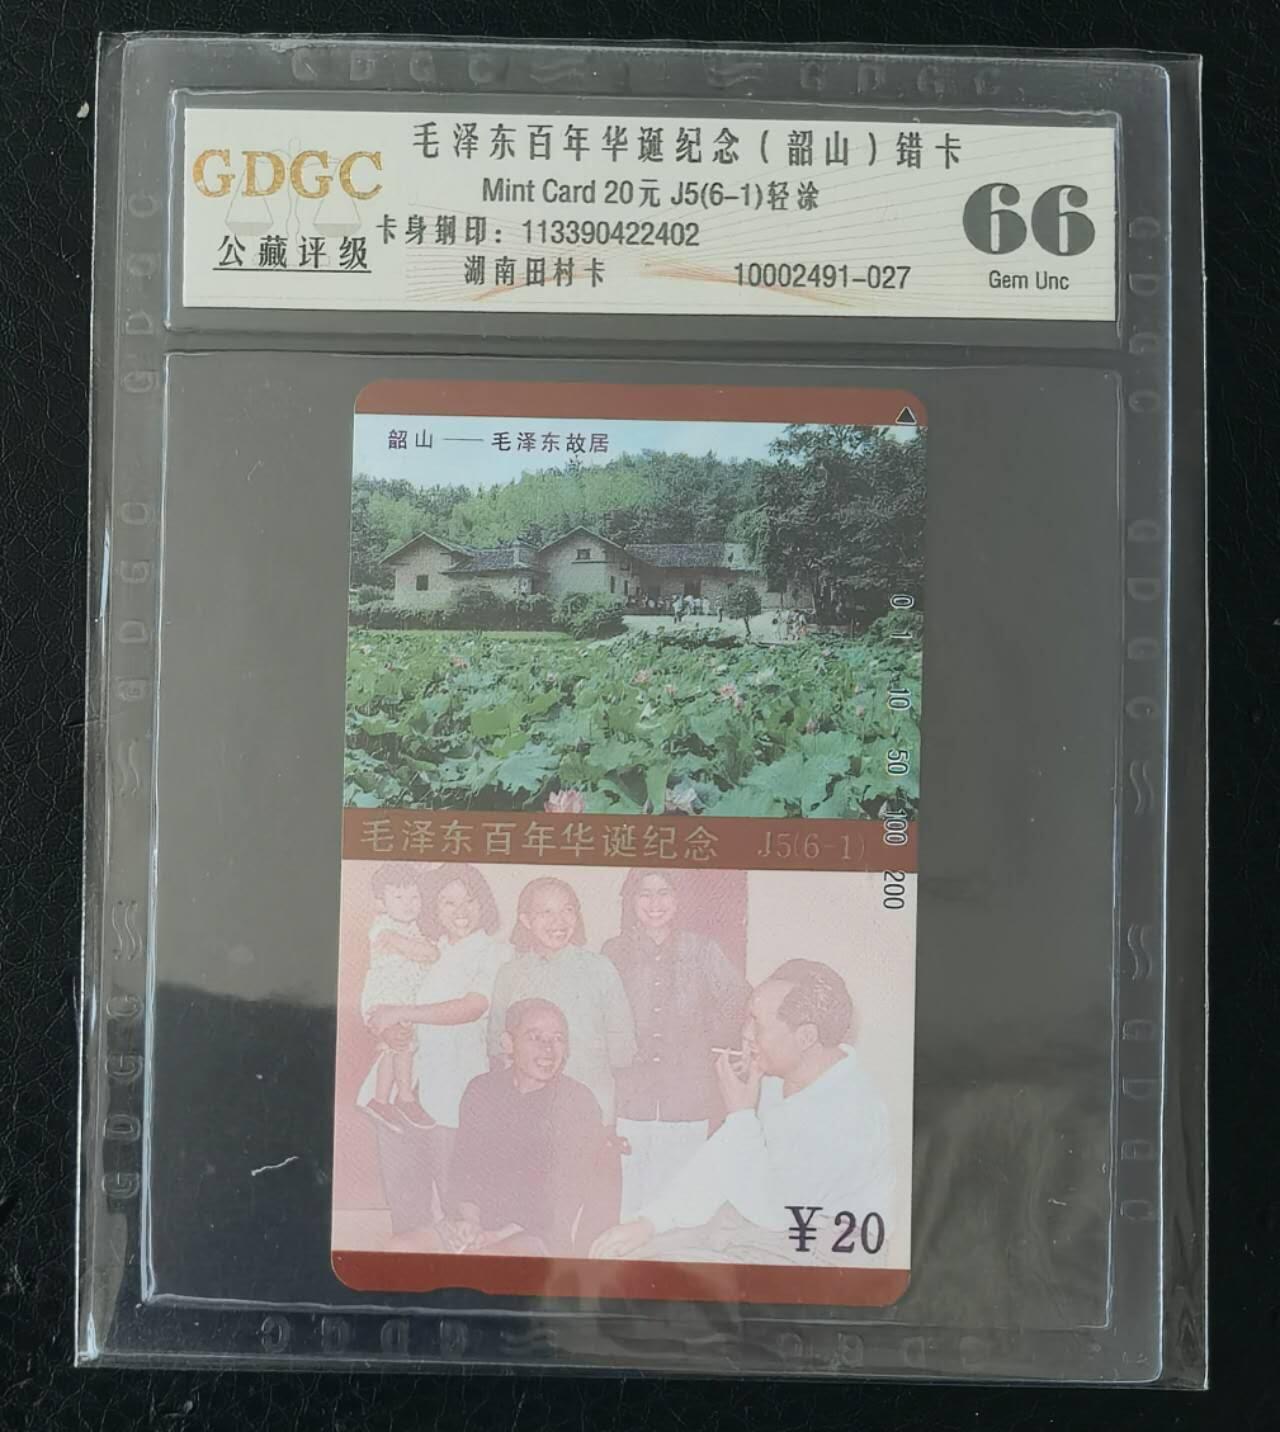 GDGC
GDGC
公藏评级
毛泽东百年华诞纪念（韶山）错卡
Mint Card 20元 J5(6-1)轻涂
卡身钢印：113390422402
湖南田村卡 10002491-027
66
Gem Unc
韶山——毛泽东故居
0 1 10 50 100 200
毛泽东百年华诞纪念 J5(6-1)
¥20